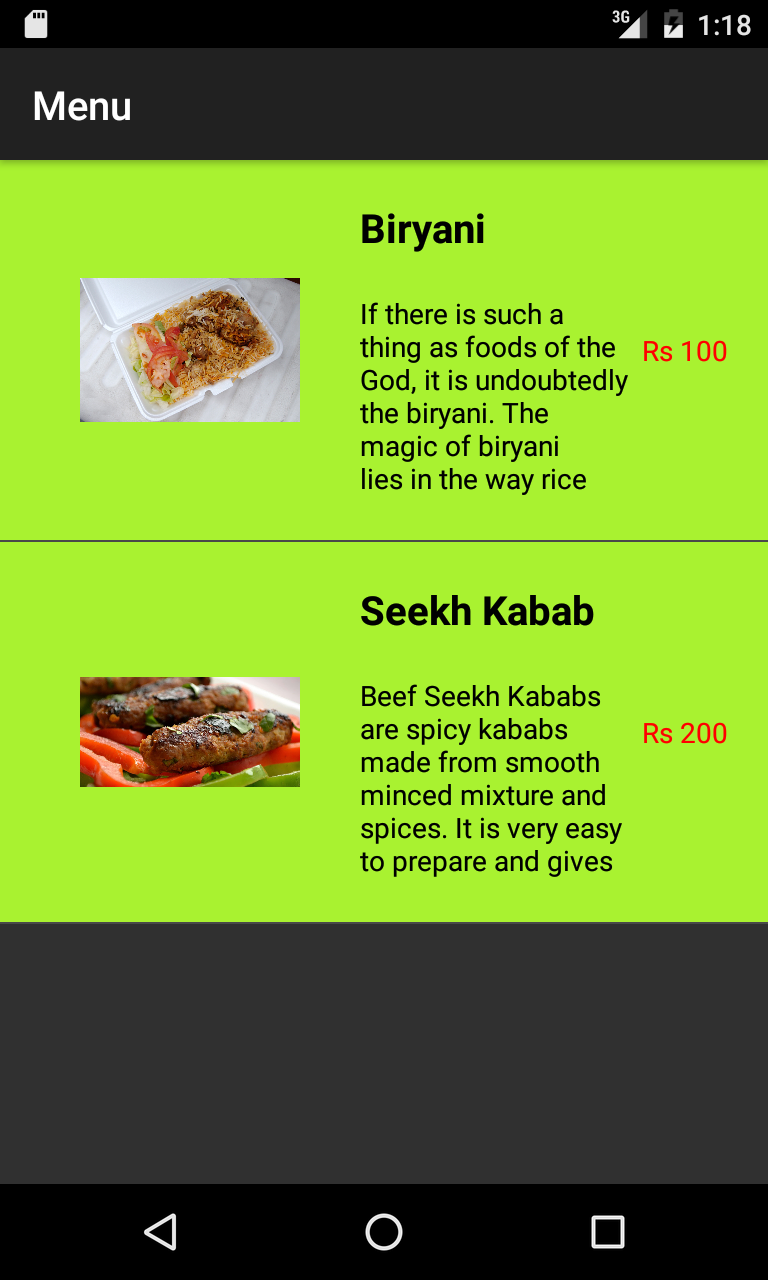 3G 1:18
Menu
Biryani
If there is such a
thing as foods of the
God, it is undoubtedly
the biryani. The
magic of biryani
lies in the way rice
Rs 100
Seekh Kabab
Beef Seekh Kababs
are spicy kababs
made from smooth
minced mixture and
spices. It is very easy
to prepare and gives
Rs 200